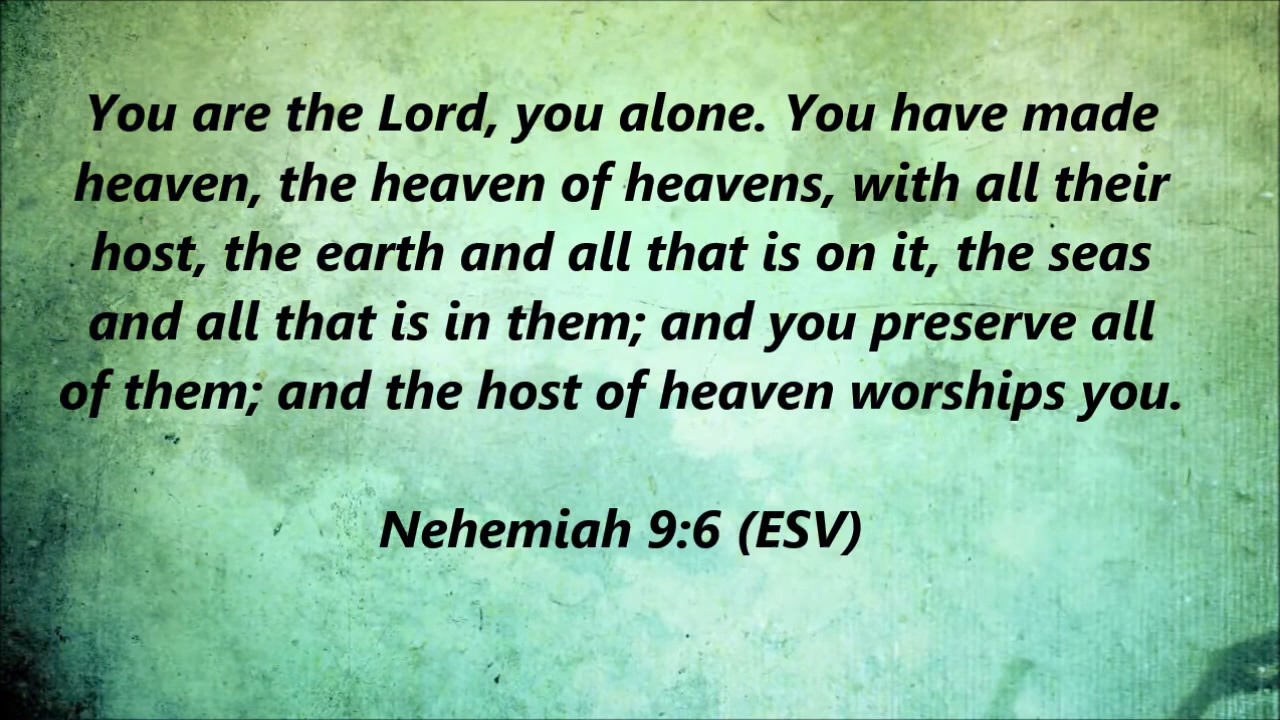 You are the Lord, you alone. You have made
heaven, the heaven of heavens, with all their
host, the earth and all that is on it, the seas
and all that is in them; and you preserve all
of them; and the host of heaven worships you.
Nehemiah 9:6 (ESV)